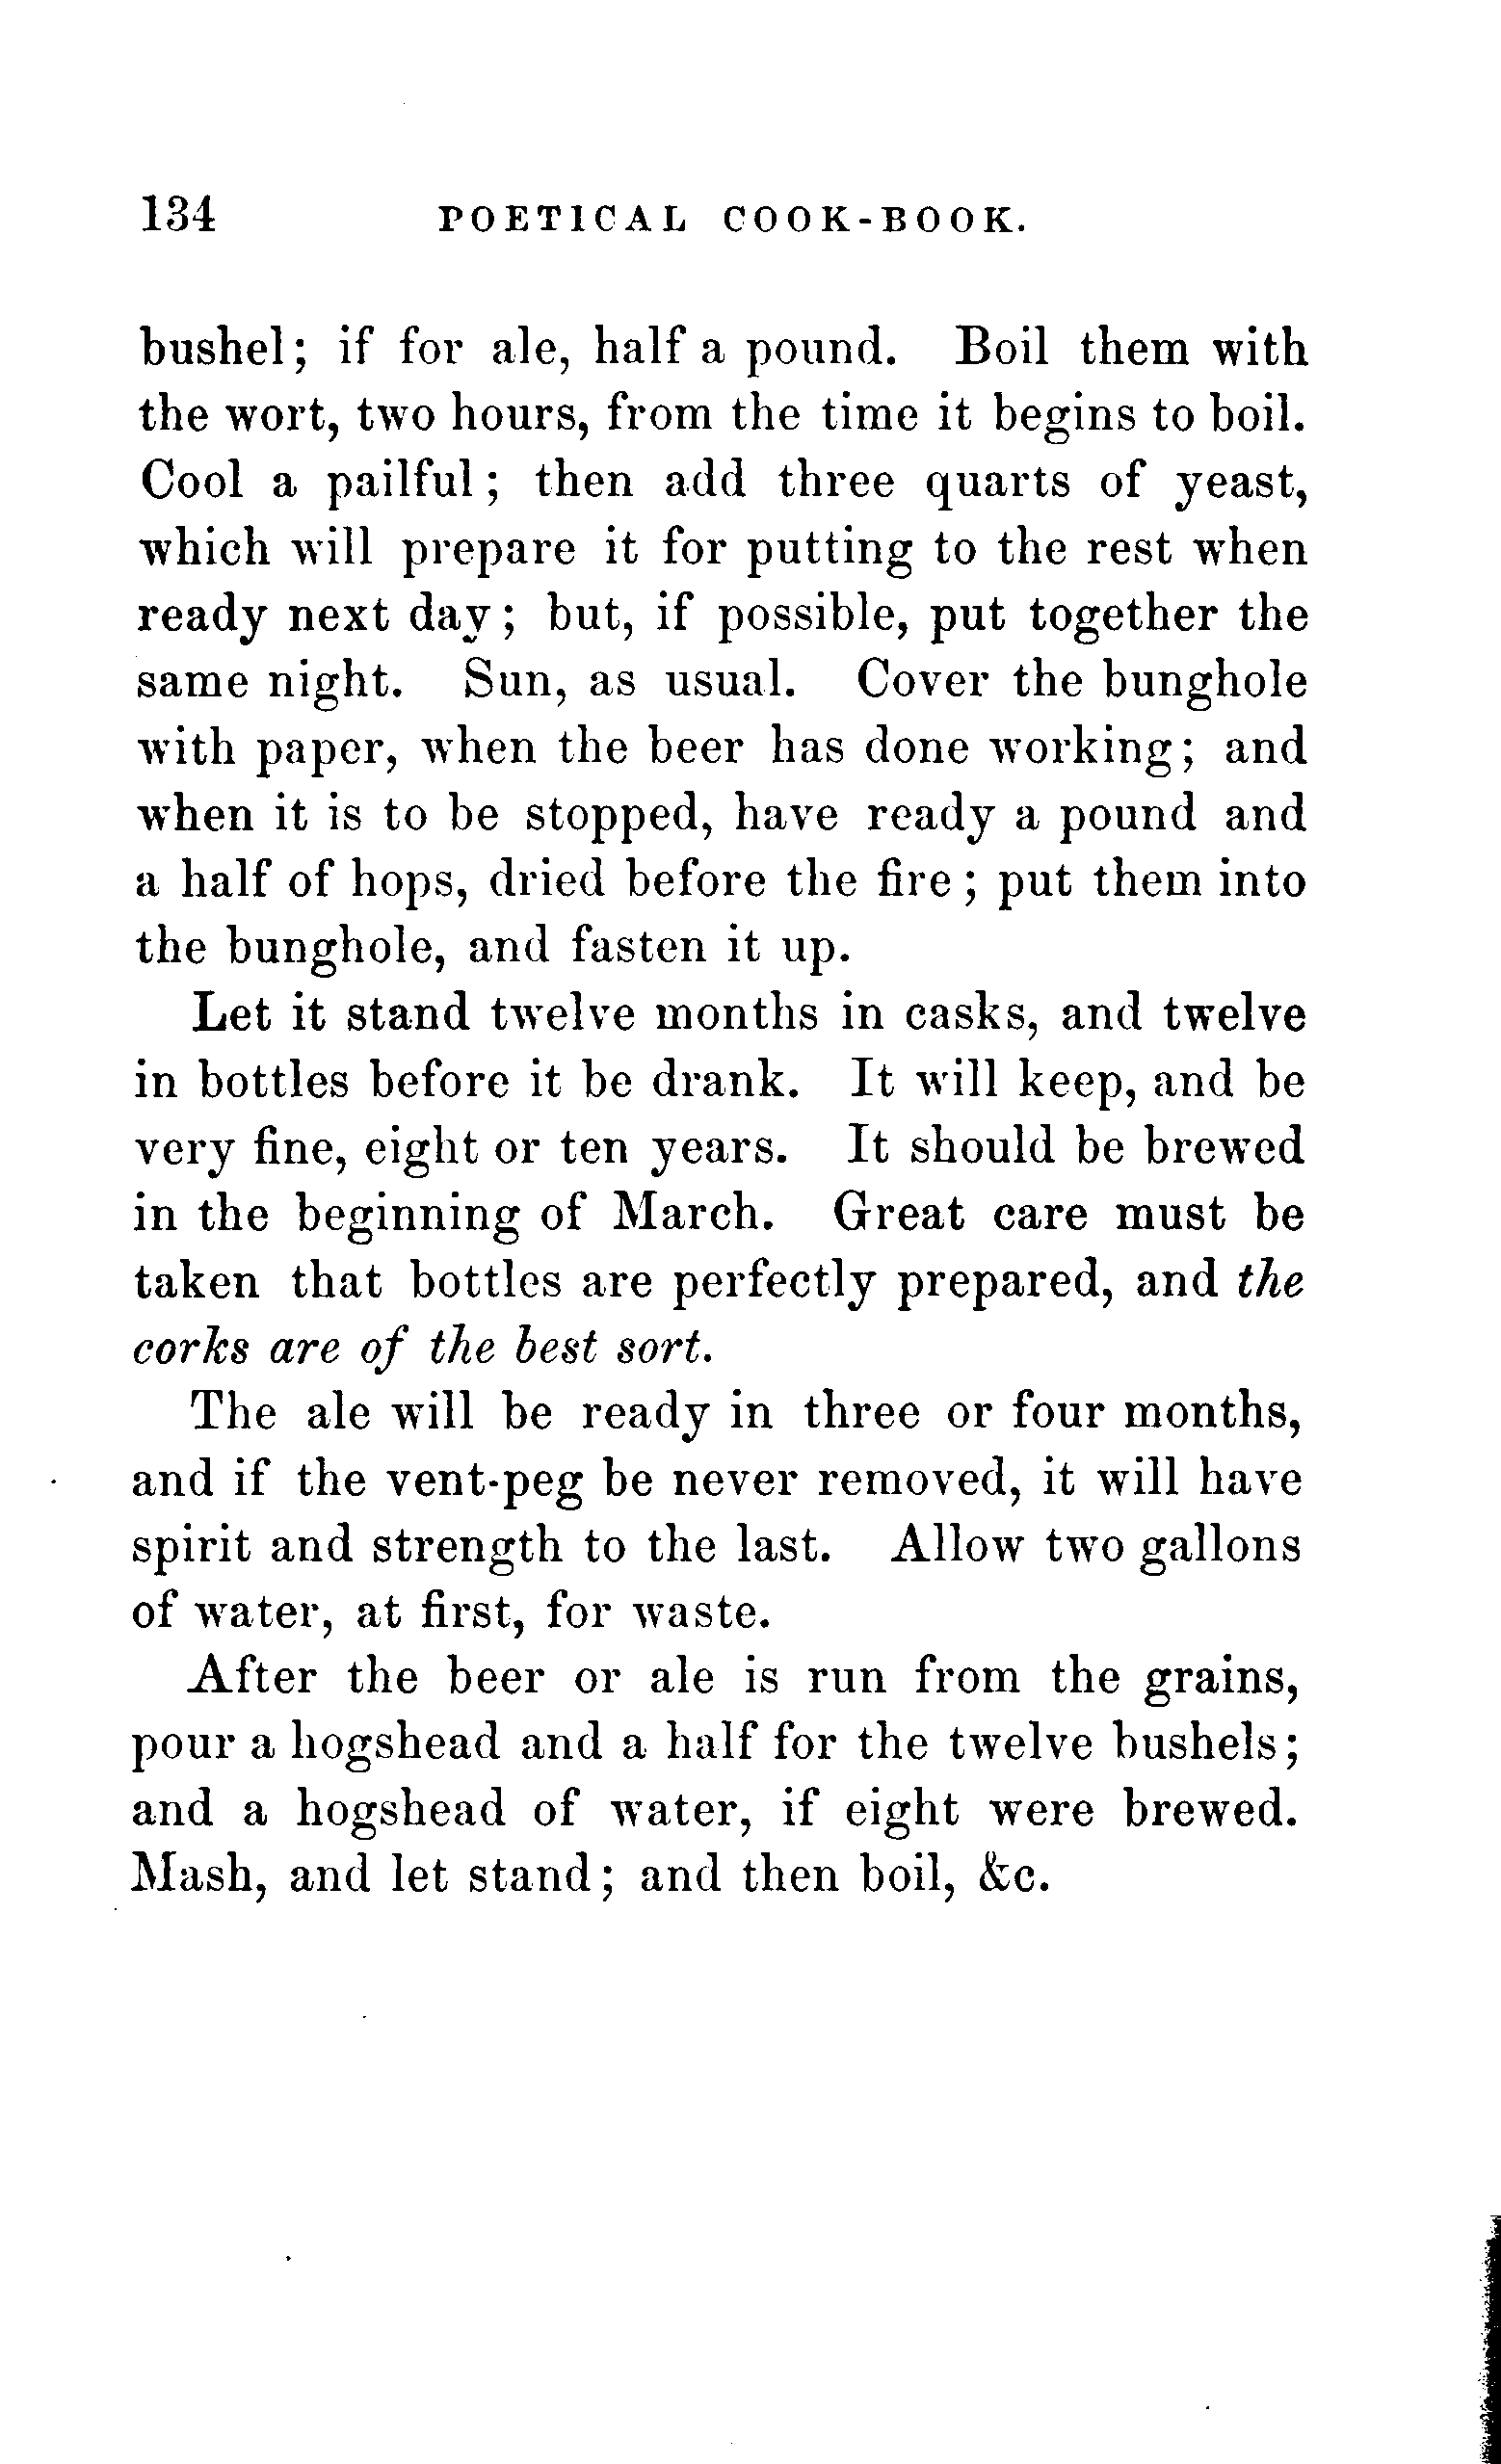 134 POETICAL COOK-BOOK.
bushel; if for ale, half a pound. Boil them with
the wort, two hours, from the time it begins to boil.
Cool a pailful; then add three quarts of yeast,
which will prepare it for putting to the rest when
ready next day; but, if possible, put together the
same night. Sun, as usual. Cover the bunghole
with paper, when the beer has done working; and
when it is to be stopped, have ready a pound and
a half of hops, dried before the fire; put them into
the bunghole, and fasten it up.
Let it stand twelve months in casks, and twelve
in bottles before it be drank. It will keep, and be
very fine, eight or ten years. It should be brewed
in the beginning of March. Great care must be
taken that bottles are perfectly prepared, and the
corks are of the best sort.
The ale will be ready in three or four months,
and if the vent-peg be never removed, it will have
spirit and strength to the last. Allow two gallons
of water, at first, for waste.
After the beer or ale is run from the grains,
pour a hogshead and a half for the twelve bushels;
and a hogshead of water, if eight were brewed.
Mash, and let stand; and then boil, &c.